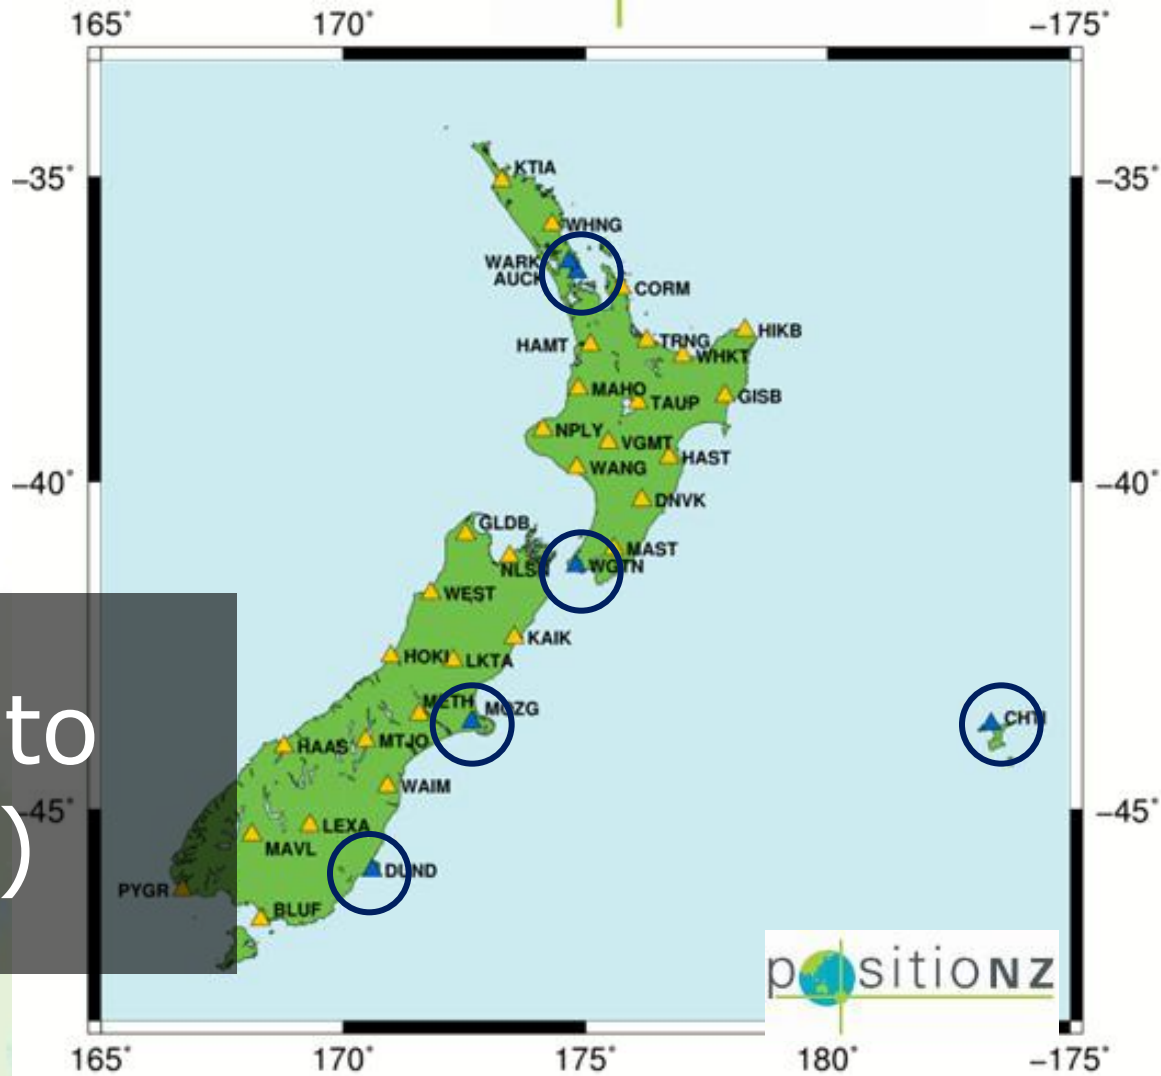 165° 170° -175°
-35° -35°
KTIA
WHNG
WARK
AUCK
CORM
HIKB
HAMT
TRNG
WHKT
MAHO
TAUP
GISB
NPLY
VGMT
HAST
WANG
-40° -40°
DNVK
GLDB
MAST
NLSN
WGTN
WEST
KAIK
HOKI
LKTA
METH
MQZG
CHTI
to
HAAS
MTJO
WAIM
-45° -45°
)
LEXA
MAVL
DUND
PYGR
BLUF
positioNZ
165° 170° 175° 180° -175°